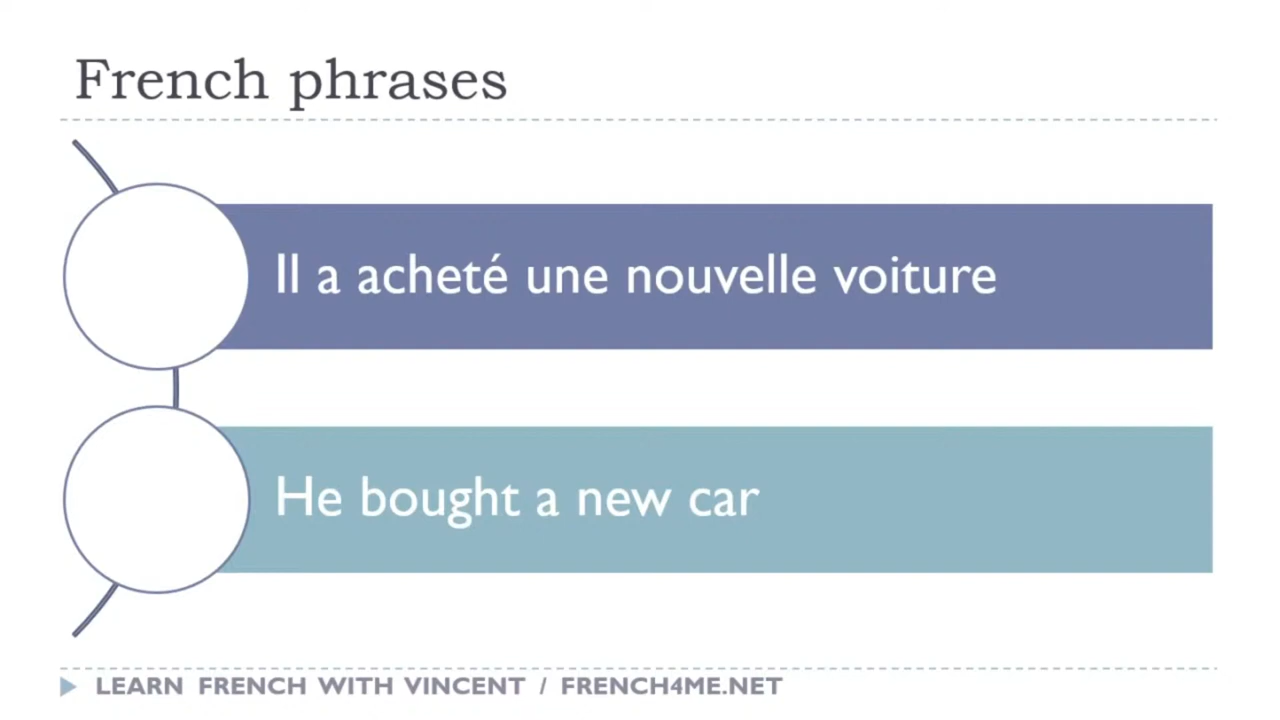 French phrases
Il a acheté une nouvelle voiture
He bought a new car
LEARN FRENCH WITH VINCENT / FRENCH4ME.NET